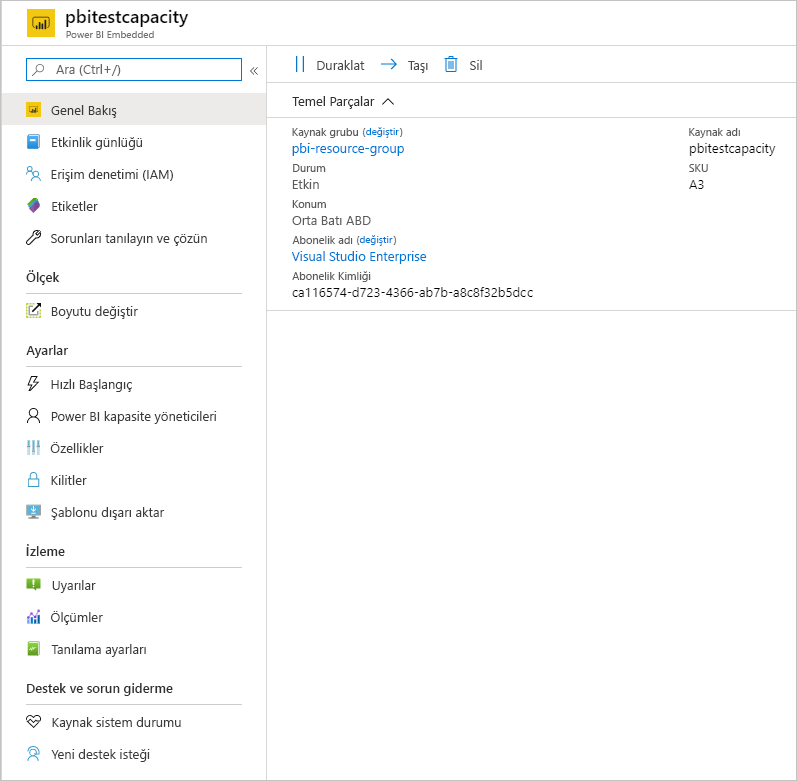 pbitestcapacity
Power BI Embedded
Ara (Ctrl+/)
«
Genel Bakış
Etkinlik günlüğü
Erişim denetimi (IAM)
Etiketler
Sorunları tanılayın ve çözün
Ölçek
Boyutu değiştir
Ayarlar
Hızlı Başlangıç
Power BI kapasite yöneticileri
Özellikler
Kilitler
Şablonu dışarı aktar
İzleme
Uyarılar
Ölçümler
Tanılama ayarları
Destek ve sorun giderme
Kaynak sistem durumu
Yeni destek isteği
Duraklat Taşı Sil
Temel Parçalar
Kaynak grubu (değiştir)
pbi-resource-group
Durum
Etkin
Konum
Orta Batı ABD
Abonelik adı (değiştir)
Visual Studio Enterprise
Abonelik Kimliği
ca116574-d723-4366-ab7b-a8c8f32b5dcc
Kaynak adı
pbitestcapacity
SKU
A3